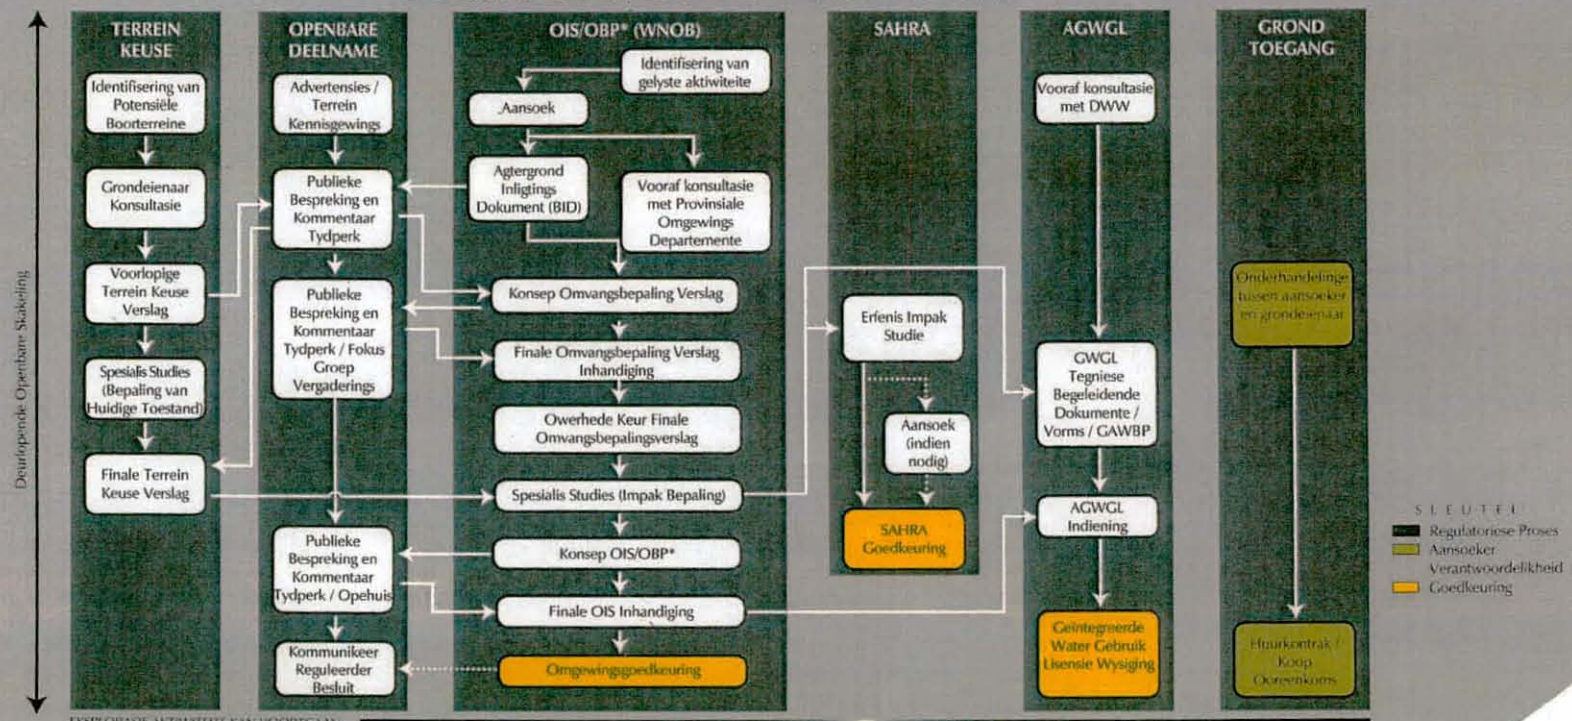 Deurlopende Openbare Skakeling
TERREIN
KEUSE
Identifisering van
Potensiële
Boorterreine
Grondeienaar
Konsultasie
Voorlopige
Terrein Keuse
Verslag
Spesialis Studies
(Bepaling van
Huidige Toestand)
Finale Terrein
Keuse Verslag
OPENBARE
DEELNAME
Advertensies /
Terrein
Kennisgewings
Publieke
Bespreking en
Kommentaar
Tydperk
Publieke
Bespreking en
Kommentaar
Tydperk / Fokus
Groep
Vergaderings
Publieke
Bespreking en
Kommentaar
Tydperk / Opehuis
Kommunikeer
Reguleerder
Besluit
OIS/OBP* (WNOB)
Identifisering van
gelyste aktiwiteite
Aansoek
Agtergrond
Inligtings
Dokument (BID)
Vooraf konsultasie
met Provinsiale
Omgewings
Departemente
Konsep Omvangsbepaling Verslag
Finale Omvangsbepaling Verslag
Inhandiging
Owerhede Keur Finale
Omvangsbepalingsverslag
Spesialis Studies (Impak Bepaling)
Konsep OIS/OBP*
Finale OIS Inhandiging
Omgewingsgoedkeuring
SAHRA
Erfenis Impak
Studie
Aansoek
(indien
nodig)
SAHRA
Goedkeuring
AGWGL
Vooraf konsultasie
met DWW
GWGL
Tegniese
Begeleidende
Dokumente /
Vorms / GAWBP
AGWGL
Indiening
Geïntegreerde
Water Gebruik
Lisensie Wysiging
GROND
TOEGANG
Onderhandelinge
tussen aansoeker
en grondeienaar
Huurkontrak /
Koop
Ooreenkoms
SLEUTEL
Regulatoriese Proses
Aansoeker
Verantwoordelikheid
Goedkeuring